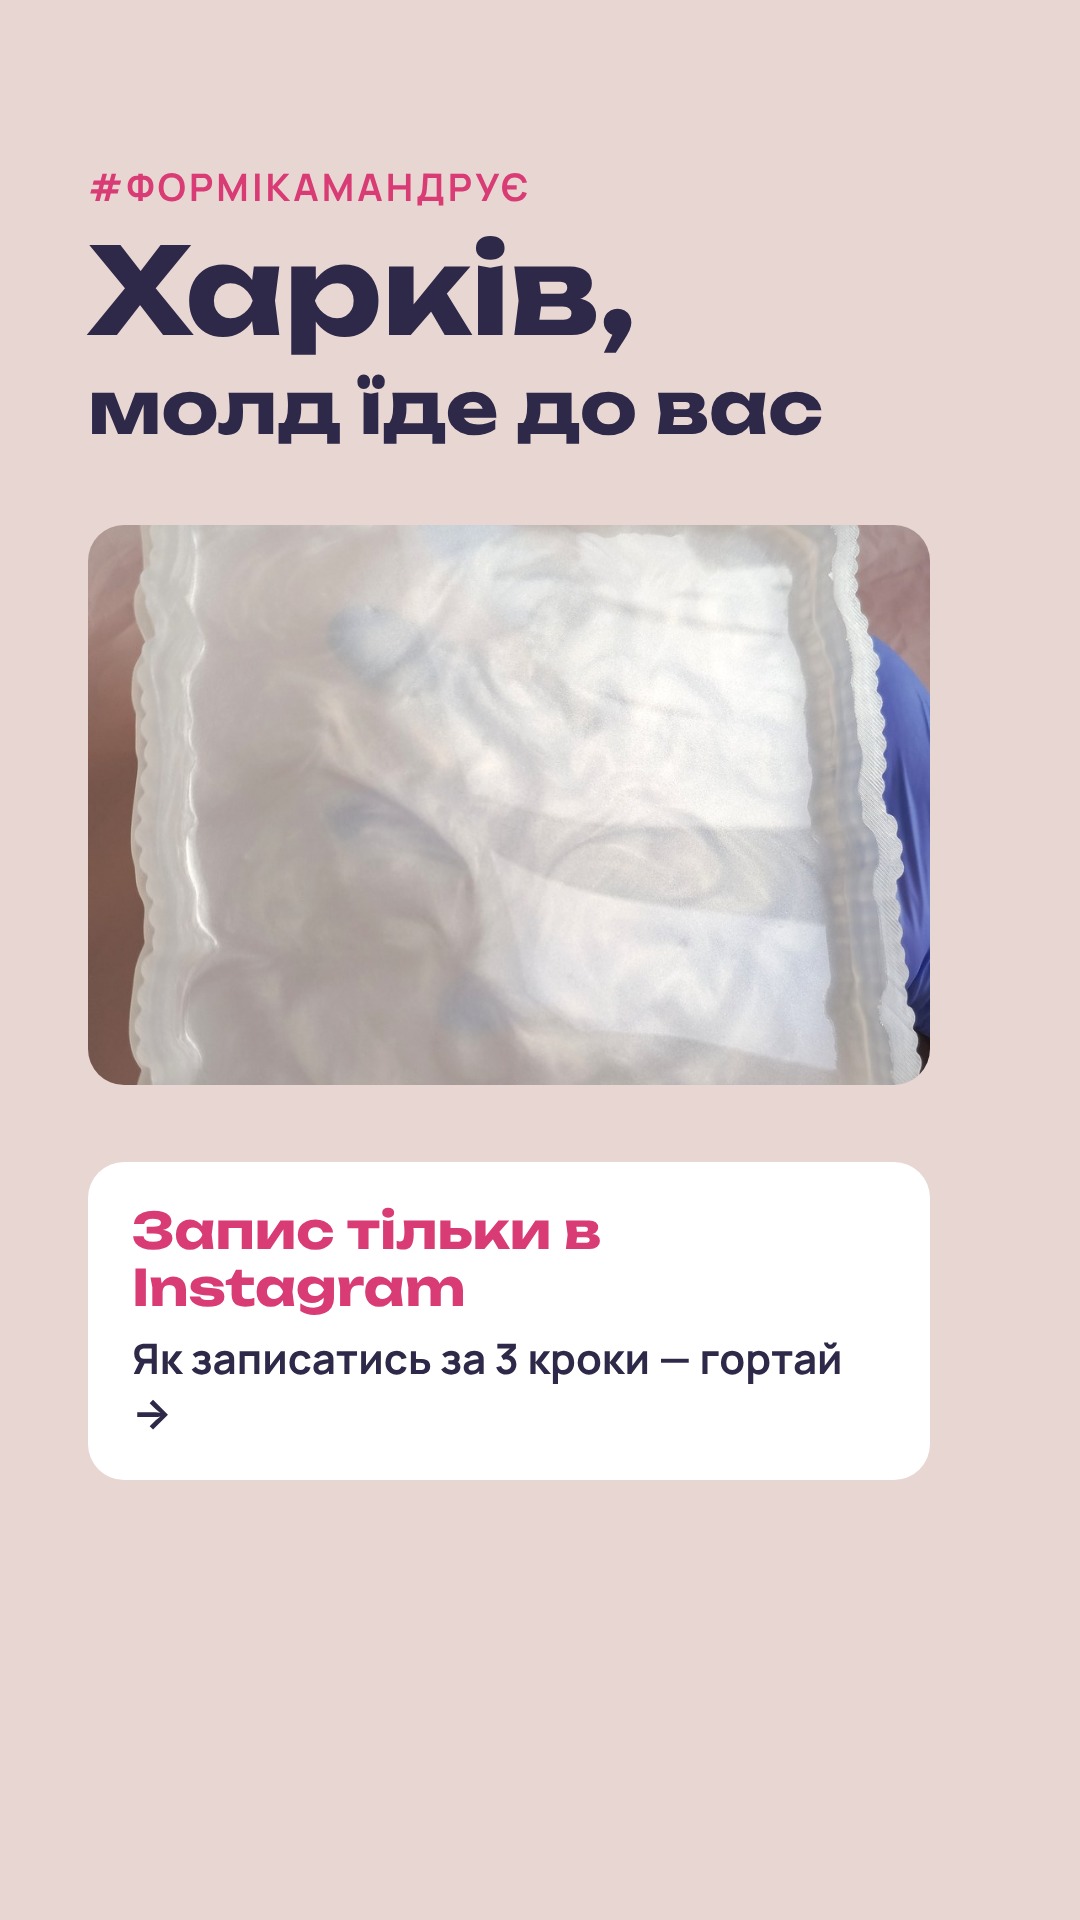 #ФОРМІКАМАНДРУЄ
Харків,
молд їде до вас
Запис тільки в
Instagram
Як записатись за 3 кроки — гортай
→